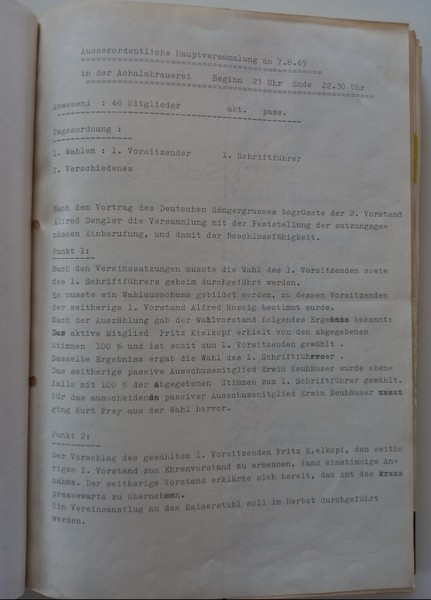 Ausserordentliche Hauptversammlung am 7.8.69
in der Achalmbrauerei Beginn 21 Uhr Ende 22.30 Uhr
Anwesend : 48 Mitglieder akt. pass.
Tagesordnung :
1. Wahlen : 1. Vorsitzender 1. Schriftführer
2. Verschiedenes
Nach dem Vortrag des Deutschen Sängergrusses begrüsste der 2. Vorstand
Alfred Dengler die Versammlung mit der Feststellung der satzungsge-
mässen Einberufung, und damit der Beschlussfähigkeit.
Punkt 1:
Nach den Vereinssatzungen musste die Wahl des 1. Vorsitzenden sowie
des 1. Schriftführers geheim durchgeführt werden.
Es musste ein Wahlausschuss gebildet werden, zu dessen Vorsitzenden
der seitherige 1. Vorstand Alfred Hossig bestimmt wurde.
Nach der Auszählung gab der Wahlvorstand folgendes Ergebnis bekannt:
Das aktive Mitglied Fritz Kielkopf erhielt von den abgegebenen
Stimmen 100 % und ist somit zum 1. Vorsitzenden gewählt .
Dasselbe Ergebniss ergab die Wahl des 1. Schriftführeer .
Das seitherige passive Ausschussmitglied Erwin Neuhäuser wurde eben-
falls mit 100 % der Abgegebenen Stimmen zum 1. Schriftführer gewählt.
Für das ausscheidendn passiver Ausschussmitglied Erwin Neuhäuser xxxxx
ging Kurt Frey aus der Wahl hervor.
Punkt 2:
Der Vorschlag des gewählten 1. Vorsitzenden Fritz Kielkopf, den seithe
rigen 1. Vorstand zum Ehrenvorstand zu ernennen, fand einstimmige An-
nahme. Der seitherige Vorstand erklärte sich bereit, das Amt des xxxxx
pressewarts zu übernehmen.
Ein Vereinsausflug an den Kaiserstuhl soll im Herbst durchgeführt
werden.